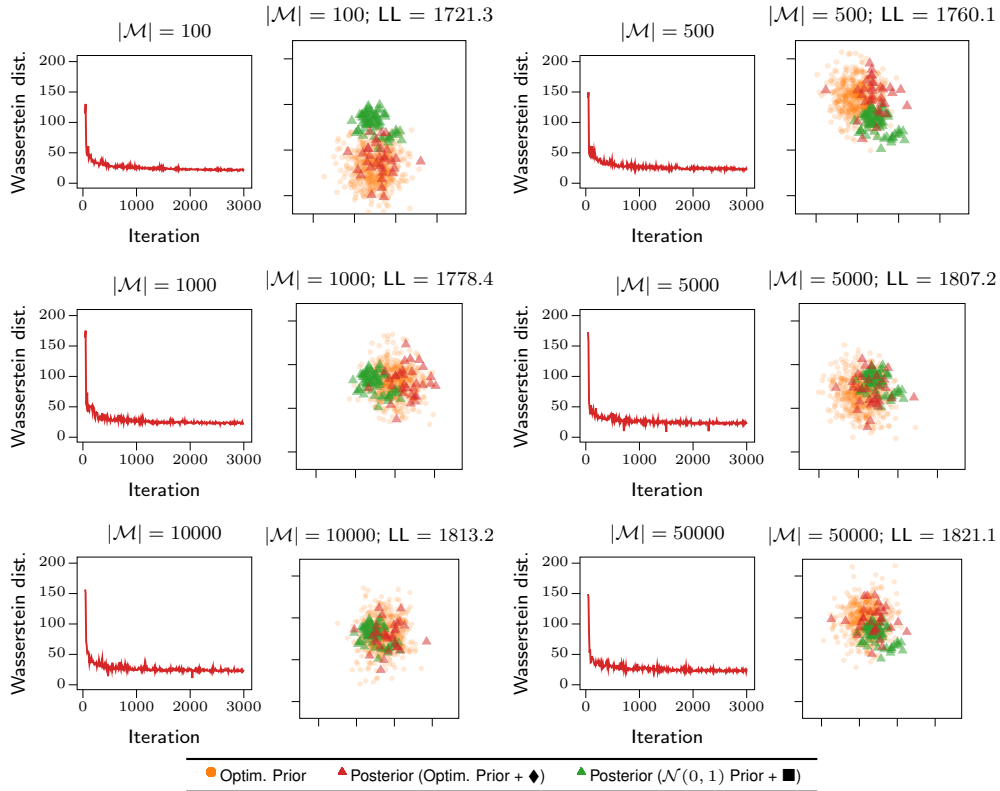 |ℳ| = 100
Wasserstein dist.
200
150
100
50
0
0 1000 2000 3000
Iteration
|ℳ| = 100; LL = 1721.3
|ℳ| = 500
Wasserstein dist.
200
150
100
50
0
0 1000 2000 3000
Iteration
|ℳ| = 500; LL = 1760.1
|ℳ| = 1000
Wasserstein dist.
200
150
100
50
0
0 1000 2000 3000
Iteration
|ℳ| = 1000; LL = 1778.4
|ℳ| = 5000
Wasserstein dist.
200
150
100
50
0
0 1000 2000 3000
Iteration
|ℳ| = 5000; LL = 1807.2
|ℳ| = 10000
Wasserstein dist.
200
150
100
50
0
0 1000 2000 3000
Iteration
|ℳ| = 10000; LL = 1813.2
|ℳ| = 50000
Wasserstein dist.
200
150
100
50
0
0 1000 2000 3000
Iteration
|ℳ| = 50000; LL = 1821.1
Optim. Prior Posterior (Optim. Prior + ♦) Posterior (𝒩(0, 1) Prior + ■)